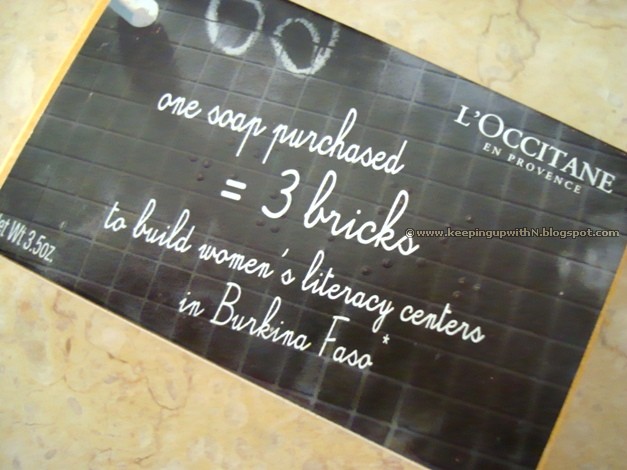 L'OCCITANE
EN PROVENCE
one soap purchased
= 3 bricks
to build women's literacy centers
in Burkina Faso*
et Wt 3.5oz.
© www.keepingupwithN.blogspot.com